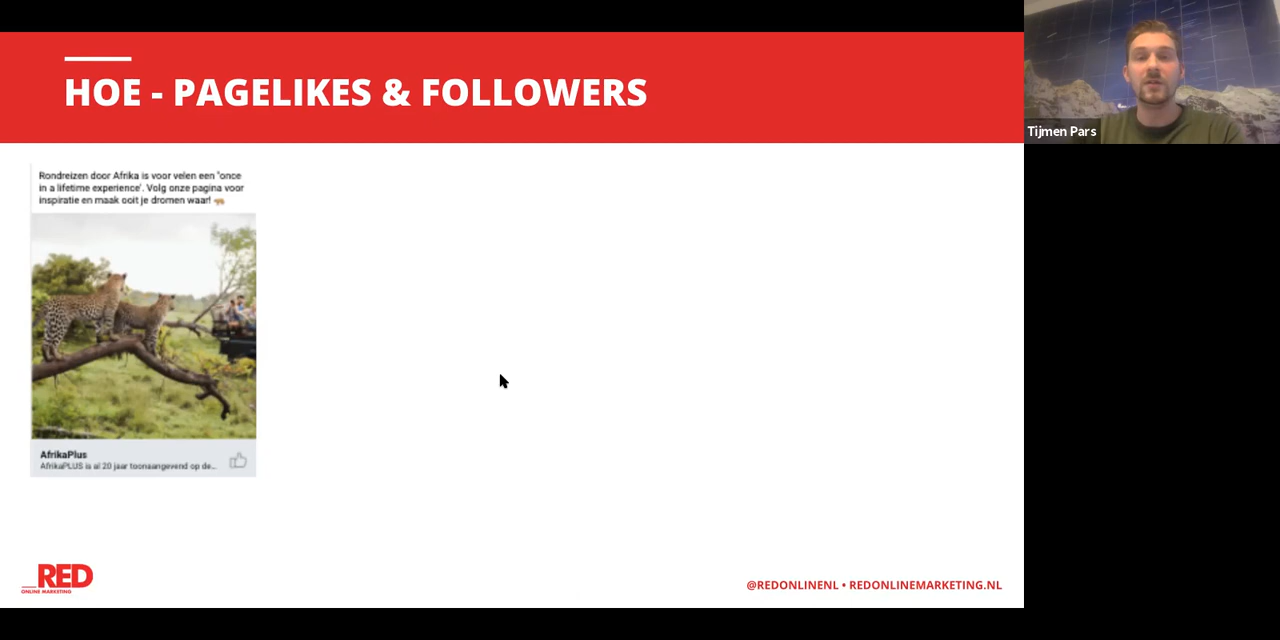 HOE - PAGELIKES & FOLLOWERS
Tijmen Pars
Rondreizen door Afrika is voor velen een 'once
in a lifetime experience'. Volg onze pagina voor
inspiratie en maak ooit je dromen waar!
AfrikaPlus
AfrikaPLUS is al 20 jaar toonaangevend op de...
_RED
ONLINE MARKETING
@REDONLINENL • REDONLINEMARKETING.NL